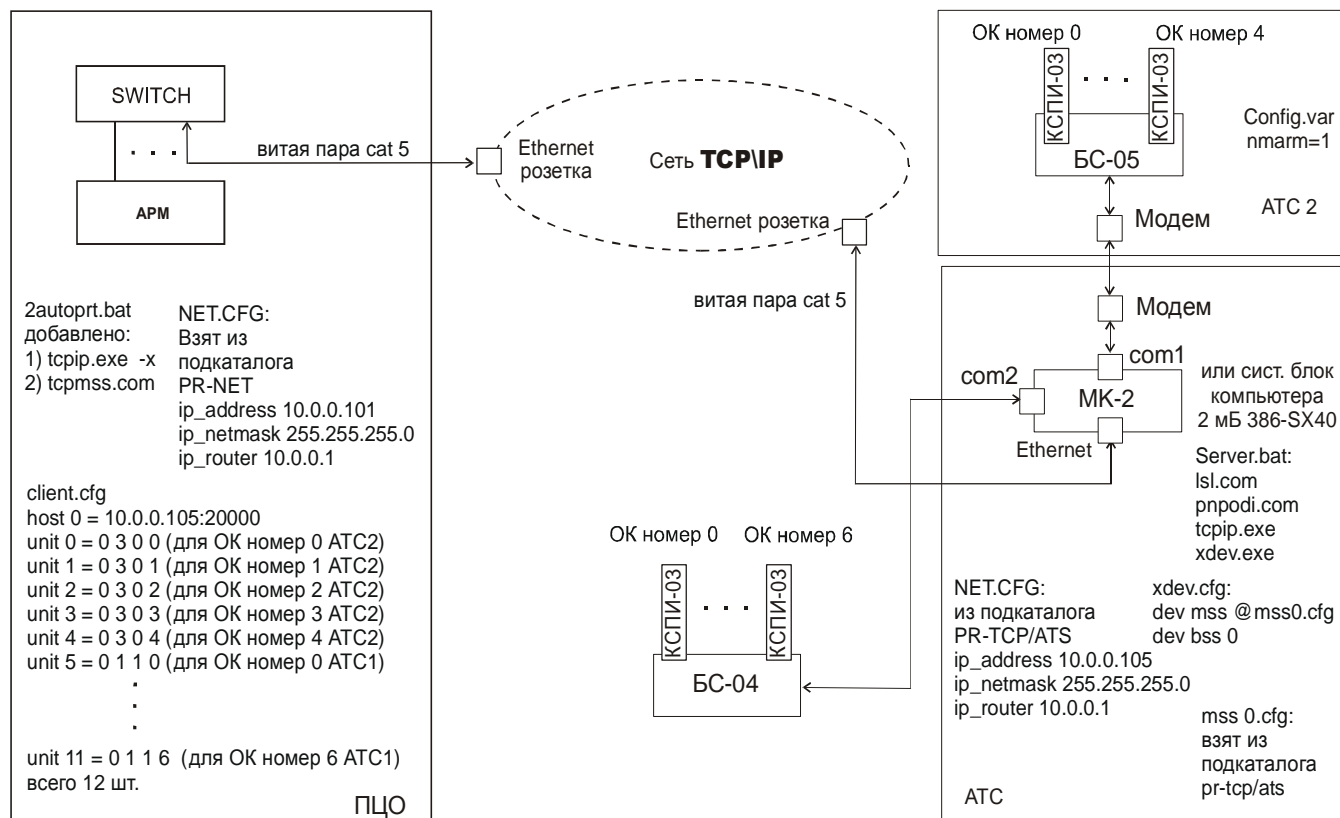 SWITCH
. . .
АРМ
витая пара cat 5
Ethernet
розетка
Сеть TCP\IP
Ethernet розетка
витая пара cat 5
2autoprt.bat
добавлено:
1) tcpip.exe -x
2) tcpmss.com
NET.CFG:
Взят из
подкаталога
PR-NET
ip_address 10.0.0.101
ip_netmask 255.255.255.0
ip_router 10.0.0.1
client.cfg
host 0 = 10.0.0.105:20000
unit 0 = 0 3 0 0 (для ОК номер 0 АТС2)
unit 1 = 0 3 0 1 (для ОК номер 1 АТС2)
unit 2 = 0 3 0 2 (для ОК номер 2 АТС2)
unit 3 = 0 3 0 3 (для ОК номер 3 АТС2)
unit 4 = 0 3 0 4 (для ОК номер 4 АТС2)
unit 5 = 0 1 1 0 (для ОК номер 0 АТС1)
.
.
.
unit 11 = 0 1 1 6 (для ОК номер 6 АТС1)
всего 12 шт.
ПЦО
ОК номер 0
ОК номер 4
КСПИ-03
. . .
КСПИ-03
БС-05
Config.var
nmarm=1
АТС 2
Модем
Модем
com1
com2
МК-2
Ethernet
или сист. блок
компьютера
2 мБ 386-SX40
Server.bat:
lsl.com
pnpodi.com
tcpip.exe
xdev.exe
ОК номер 0
ОК номер 6
КСПИ-03
. . .
КСПИ-03
БС-04
NET.CFG:
из подкаталога
PR-TCP/ATS
ip_address 10.0.0.105
ip_netmask 255.255.255.0
ip_router 10.0.0.1
xdev.cfg:
dev mss @mss0.cfg
dev bss 0
mss 0.cfg:
взят из
подкаталога
pr-tcp/ats
АТС